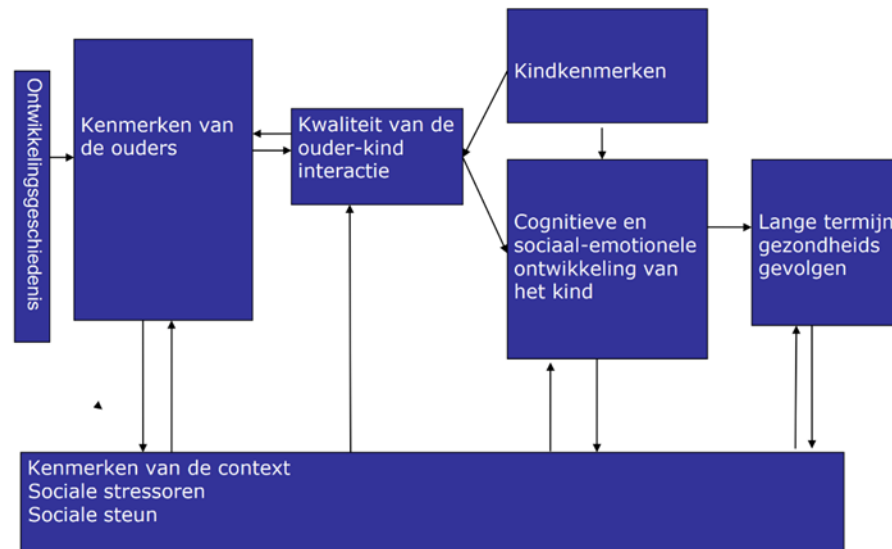 Ontwikkelingsgeschiedenis
Kenmerken van
de ouders
Kwaliteit van de
ouder-kind
interactie
Kindkenmerken
Cognitieve en
sociaal-emotionele
ontwikkeling van
het kind
Lange termijn
gezondheids
gevolgen
Kenmerken van de context
Sociale stressoren
Sociale steun